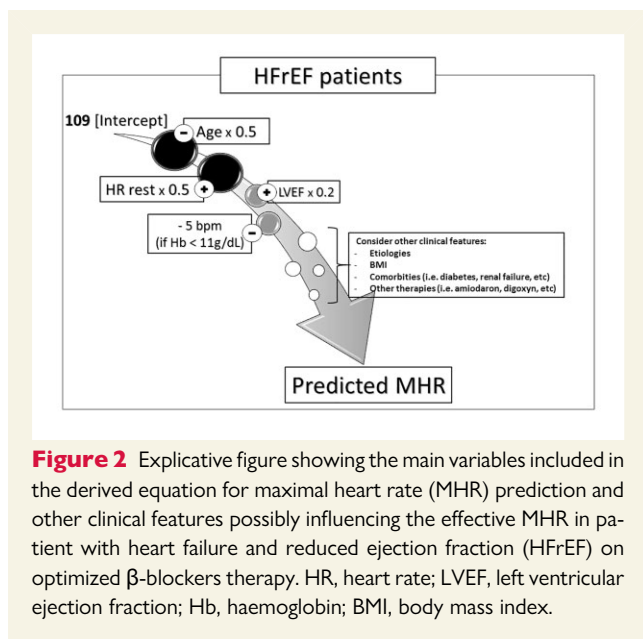 HFrEF patients
109 [Intercept]
- Age x 0.5
HR rest x 0.5 +
+ LVEF x 0.2
- 5 bpm
(if Hb < 11g/dL) -
Consider other clinical features:
- Etiologies
- BMI
- Comorbities (i.e. diabetes, renal failure, etc)
- Other therapies (i.e. amiodaron, digoxyn, etc)
Predicted MHR
Figure 2 Explicative figure showing the main variables included in
the derived equation for maximal heart rate (MHR) prediction and
other clinical features possibly influencing the effective MHR in pa-
tient with heart failure and reduced ejection fraction (HFrEF) on
optimized β-blockers therapy. HR, heart rate; LVEF, left ventricular
ejection fraction; Hb, haemoglobin; BMI, body mass index.